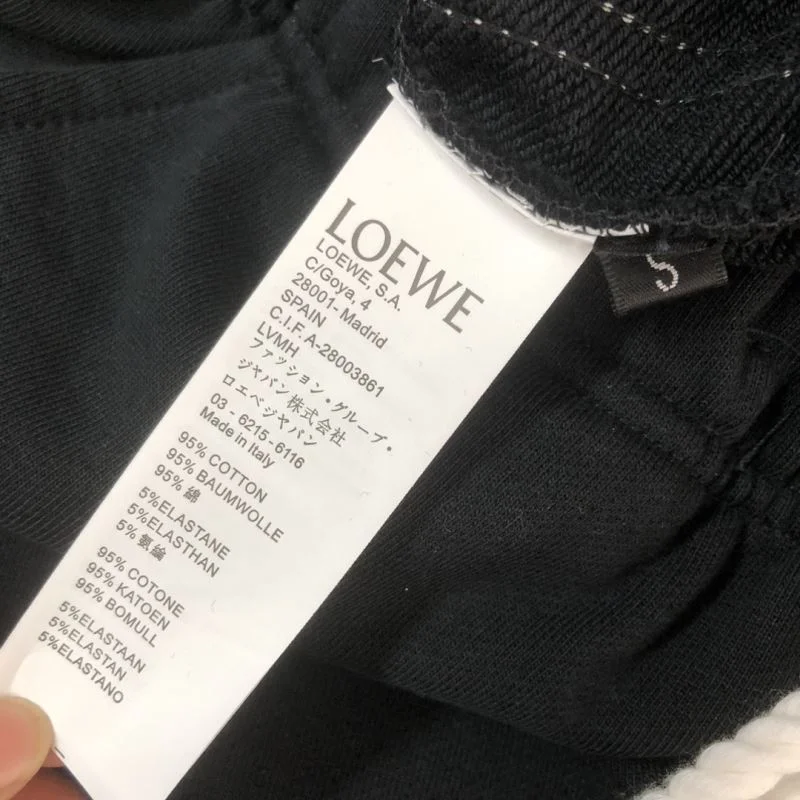 LOEWE
LOEWE, S.A.
C/Goya, 4
28001- Madrid
SPAIN
C.I.F. A-28003861
LVMH
ファッション・グループ・
ジャパン株式会社
ロエベジャパン
03 - 6215-6116
Made in Italy
95% COTTON
95% BAUMWOLLE
95% 綿
5%ELASTANE
5%ELASTHAN
5% 氨綸
95% COTONE
95% KATOEN
95% BOMULL
5%ELASTAAN
5%ELASTAN
5%ELASTANO
S